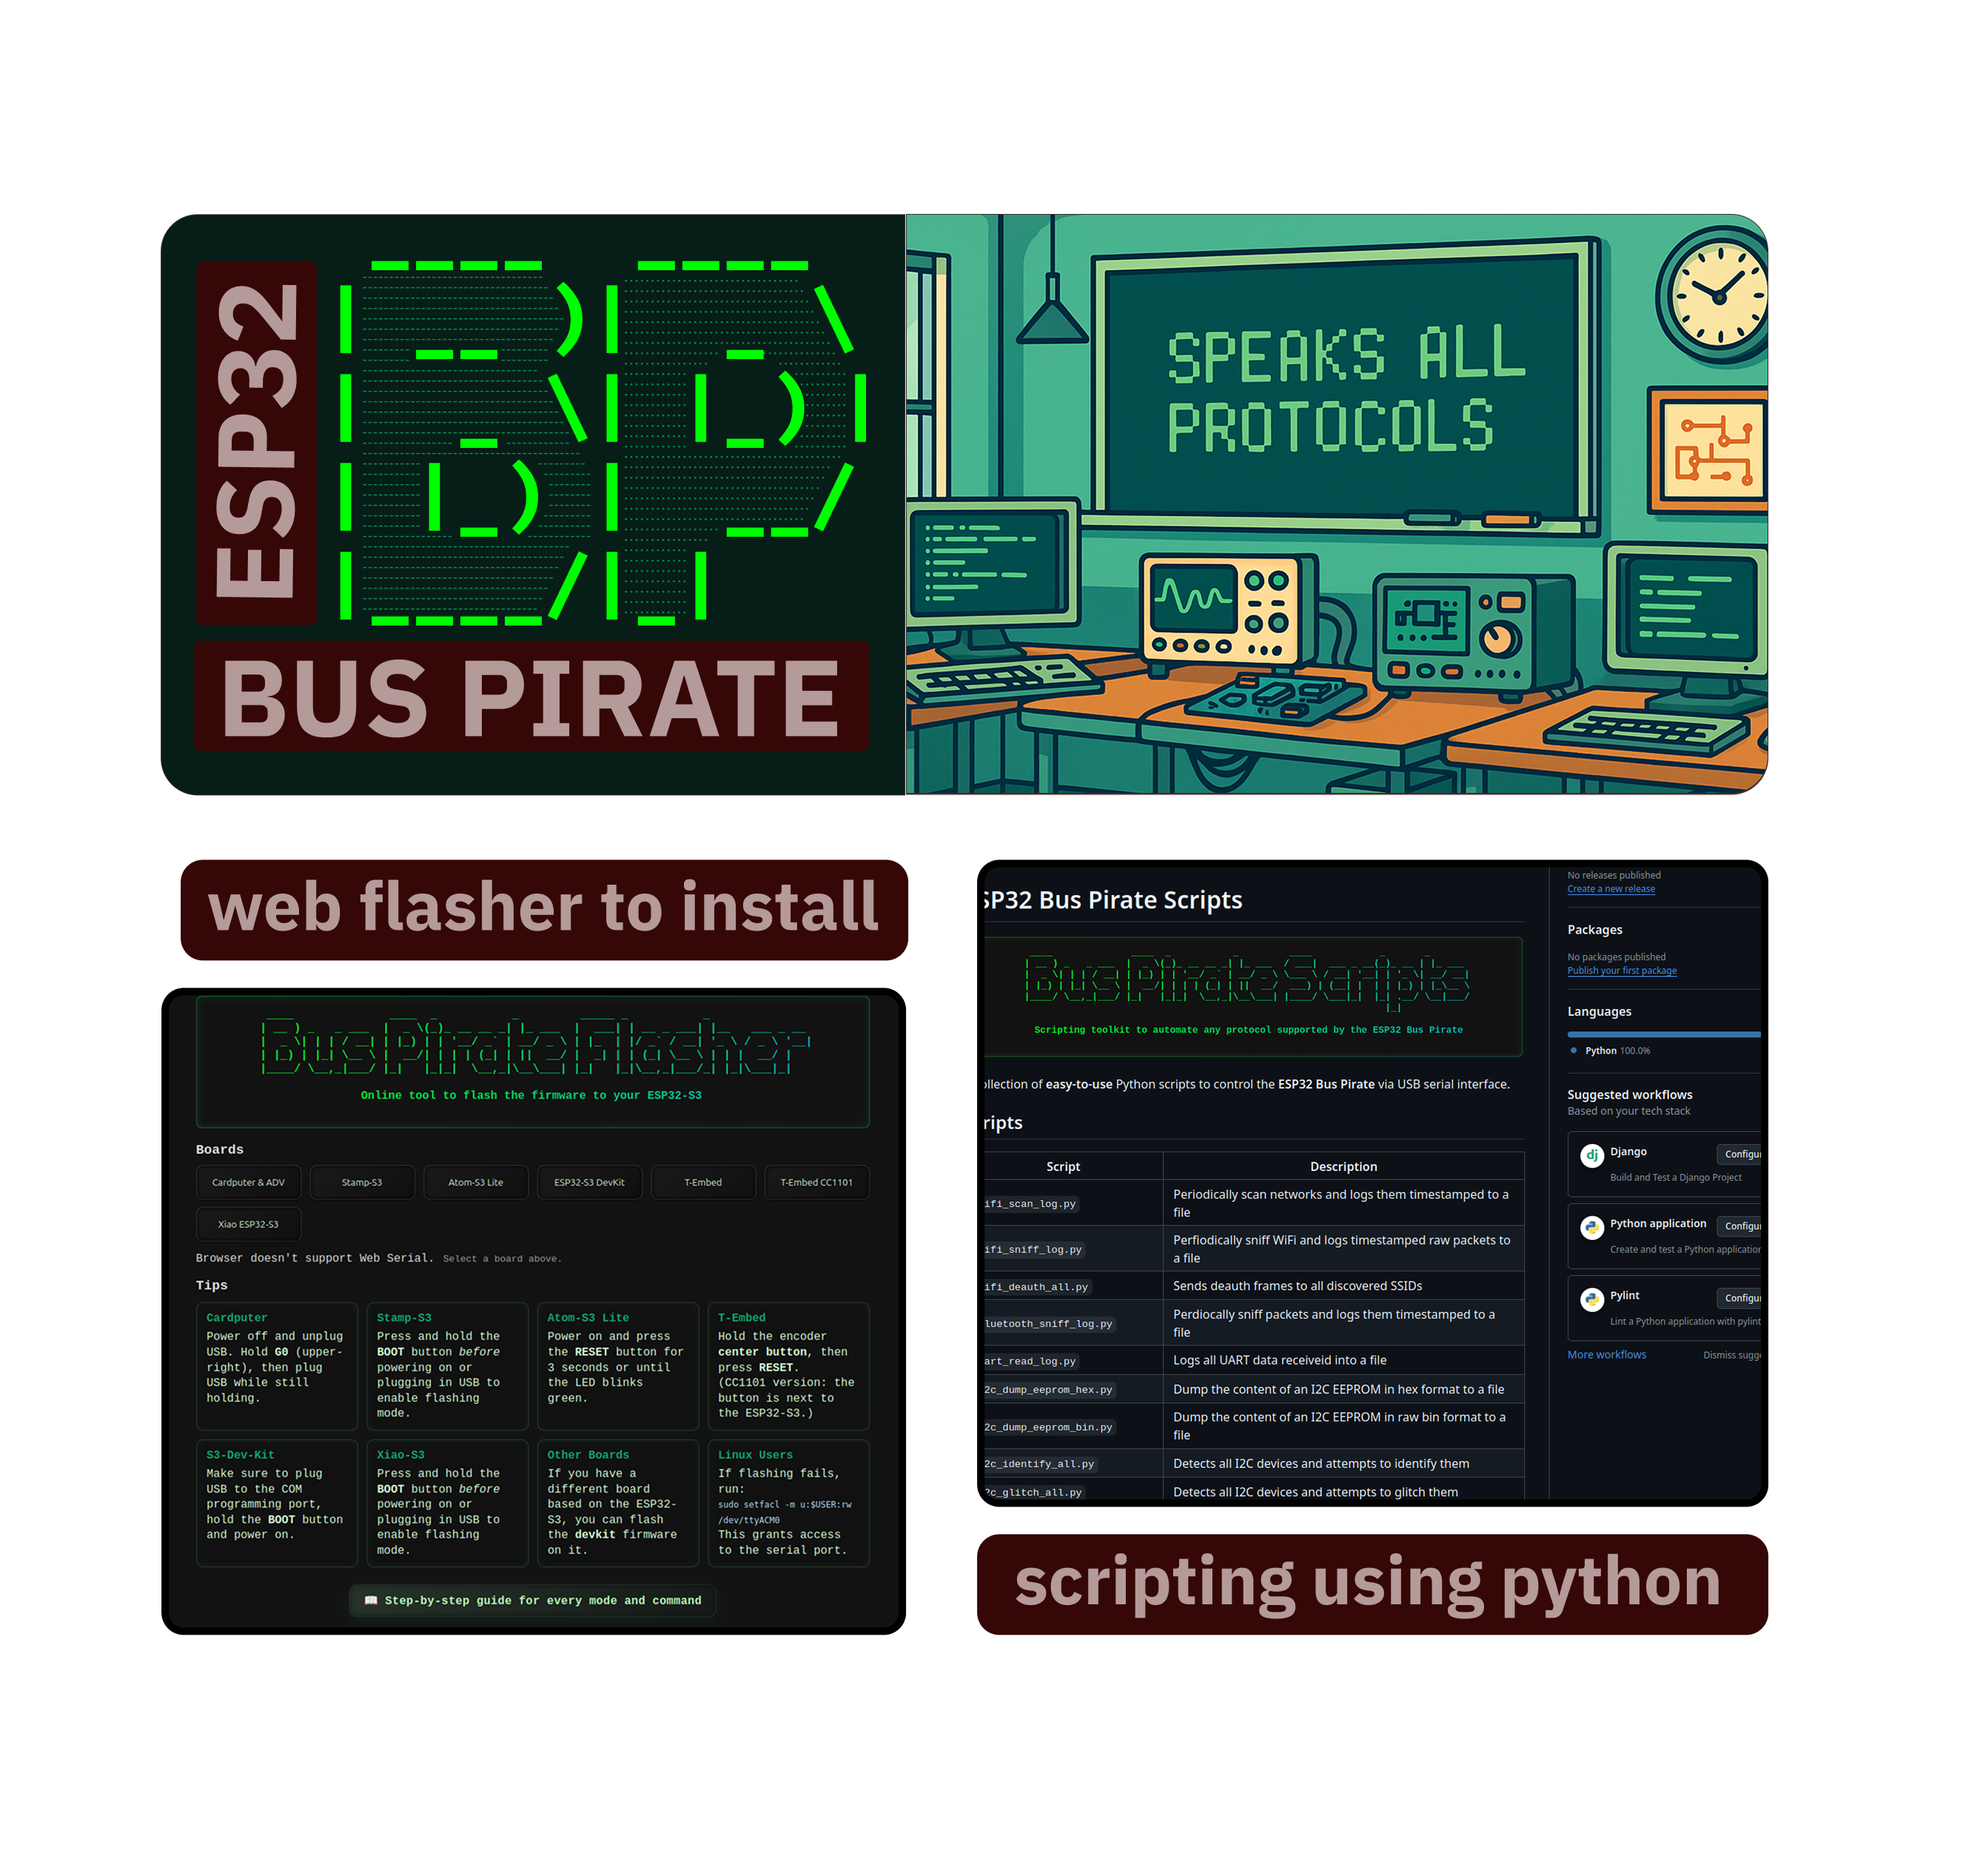 ESP32
BUS PIRATE
SPEAKS ALL
PROTOCOLS
web flasher to install
Bus Pirate Flasher
Online tool to flash the firmware to your ESP32-S3
Boards
Cardputer & ADV
Stamp-S3
Atom-S3 Lite
ESP32-S3 DevKit
T-Embed
T-Embed CC1101
Xiao ESP32-S3
Browser doesn't support Web Serial. Select a board above.
Tips
Cardputer
Power off and unplug
USB. Hold G0 (upper-
right), then plug
USB while still
holding.
Stamp-S3
Press and hold the
BOOT button before
powering on or
plugging in USB to
enable flashing
mode.
Atom-S3 Lite
Power on and press
the RESET button for
3 seconds or until
the LED blinks
green.
T-Embed
Hold the encoder
center button, then
press RESET.
(CC1101 version: the
button is next to
the ESP32-S3.)
S3-Dev-Kit
Make sure to plug
USB to the COM
programming port,
hold the BOOT button
and power on.
Xiao-S3
Press and hold the
BOOT button before
powering on or
plugging in USB to
enable flashing
mode.
Other Boards
If you have a
different board
based on the ESP32-
S3, you can flash
the devkit firmware
on it.
Linux Users
If flashing fails,
run:
sudo setfacl -m u:$USER:rw
/dev/ttyACM0
This grants access
to the serial port.
Step-by-step guide for every mode and command
SP32 Bus Pirate Scripts
Bus Pirate Scripts
Scripting toolkit to automate any protocol supported by the ESP32 Bus Pirate
ollection of easy-to-use Python scripts to control the ESP32 Bus Pirate via USB serial interface.
ripts
Script
Description
ifi_scan_log.py
Periodically scan networks and logs them timestamped to a
file
ifi_sniff_log.py
Perfiodically sniff WiFi and logs timestamped raw packets to
a file
ifi_deauth_all.py
Sends deauth frames to all discovered SSIDs
luetooth_sniff_log.py
Perdiocally sniff packets and logs them timestamped to a
file
art_read_log.py
Logs all UART data receiveid into a file
2c_dump_eeprom_hex.py
Dump the content of an I2C EEPROM in hex format to a file
2c_dump_eeprom_bin.py
Dump the content of an I2C EEPROM in raw bin format to a
file
2c_identify_all.py
Detects all I2C devices and attempts to identify them
2c_glitch_all.py
Detects all I2C devices and attempts to glitch them
No releases published
Create a new release
Packages
No packages published
Publish your first package
Languages
Python 100.0%
Suggested workflows
Based on your tech stack
dj
Django
Configur
Build and Test a Django Project
Python application
Configur
Create and test a Python application
Pylint
Configur
Lint a Python application with pylint
More workflows
Dismiss sugge
scripting using python